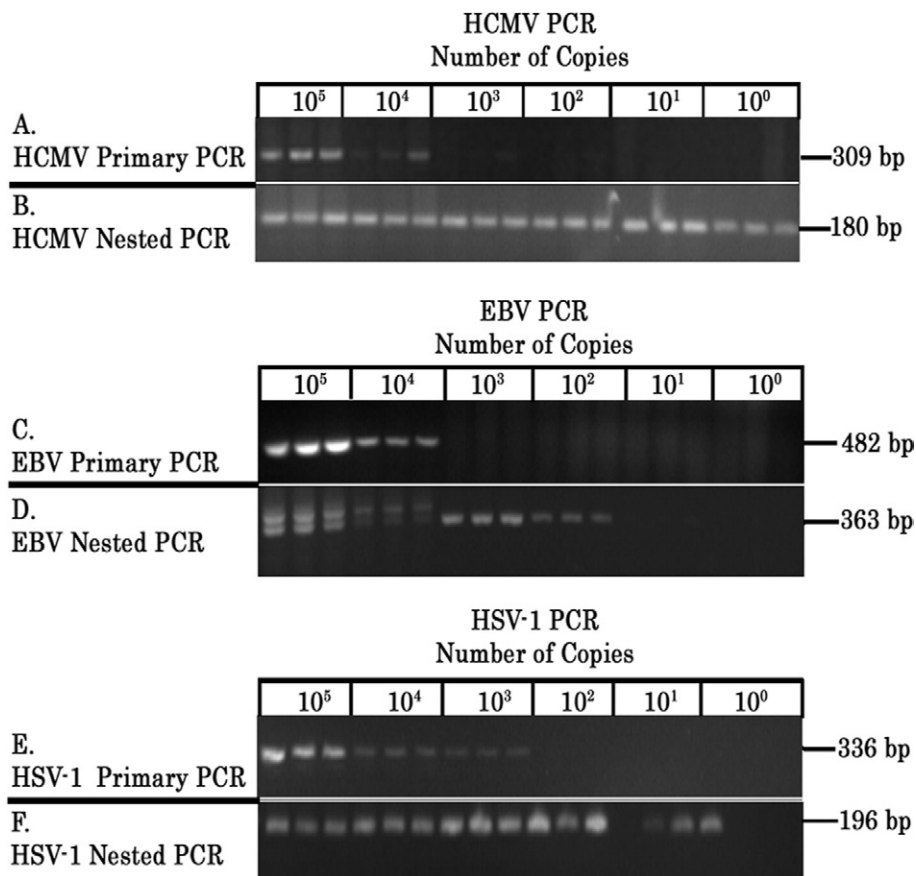 HCMV PCR
Number of Copies
10⁵ 10⁴ 10³ 10² 10¹ 10⁰
A.
HCMV Primary PCR
309 bp
B.
HCMV Nested PCR
180 bp
EBV PCR
Number of Copies
10⁵ 10⁴ 10³ 10² 10¹ 10⁰
C.
EBV Primary PCR
482 bp
D.
EBV Nested PCR
363 bp
HSV-1 PCR
Number of Copies
10⁵ 10⁴ 10³ 10² 10¹ 10⁰
E.
HSV-1 Primary PCR
336 bp
F.
HSV-1 Nested PCR
196 bp